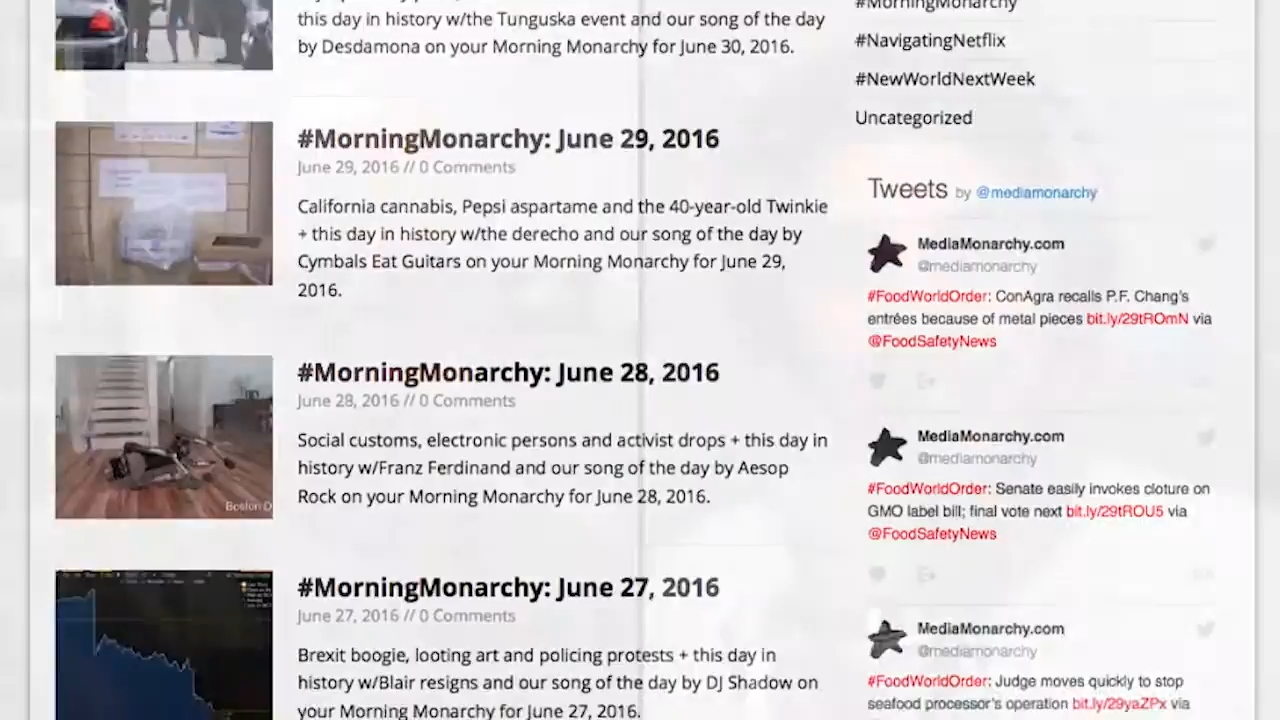 this day in history w/the Tunguska event and our song of the day
by Desdamona on your Morning Monarchy for June 30, 2016.
#MorningMonarchy: June 29, 2016
June 29, 2016 // 0 Comments
California cannabis, Pepsi aspartame and the 40-year-old Twinkie
+ this day in history w/the derecho and our song of the day by
Cymbals Eat Guitars on your Morning Monarchy for June 29,
2016.
#MorningMonarchy: June 28, 2016
June 28, 2016 // 0 Comments
Social customs, electronic persons and activist drops + this day in
history w/Franz Ferdinand and our song of the day by Aesop
Rock on your Morning Monarchy for June 28, 2016.
Boston D
#MorningMonarchy: June 27, 2016
June 27, 2016 // 0 Comments
Brexit boogie, looting art and policing protests + this day in
history w/Blair resigns and our song of the day by DJ Shadow on
your Morning Monarchy for June 27, 2016.
#MorningMonarchy
#NavigatingNetflix
#NewWorldNextWeek
Uncategorized
Tweets by @mediamonarchy
MediaMonarchy.com
@mediamonarchy
#FoodWorldOrder: ConAgra recalls P.F. Chang's
entrées because of metal pieces bit.ly/29tROmN via
@FoodSafetyNews
MediaMonarchy.com
@mediamonarchy
#FoodWorldOrder: Senate easily invokes cloture on
GMO label bill; final vote next bit.ly/29tROU5 via
@FoodSafetyNews
MediaMonarchy.com
@mediamonarchy
#FoodWorldOrder: Judge moves quickly to stop
seafood processor's operation bit.ly/29yaZPx via